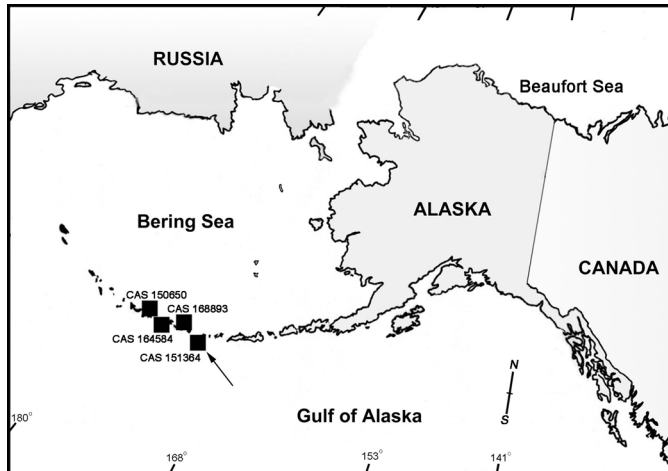 RUSSIA
Beaufort Sea
ALASKA
Bering Sea
CANADA
CAS 150650
CAS 168893
CAS 164584
CAS 151364
N
S
Gulf of Alaska
180°
168°
153°
141°